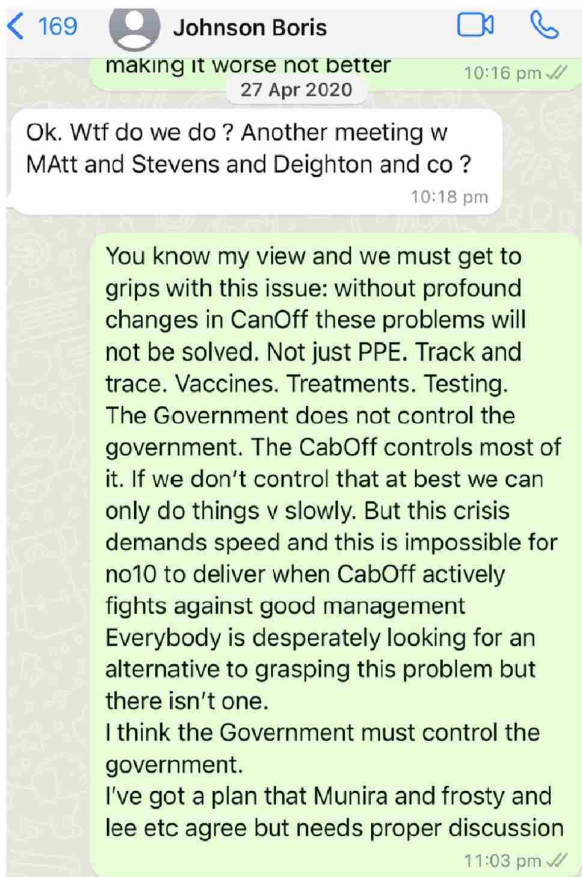 169
Johnson Boris
making it worse not better
10:16 pm
27 Apr 2020
Ok. Wtf do we do ? Another meeting w
MAtt and Stevens and Deighton and co ?
10:18 pm
You know my view and we must get to
grips with this issue: without profound
changes in CanOff these problems will
not be solved. Not just PPE. Track and
trace. Vaccines. Treatments. Testing.
The Government does not control the
government. The CabOff controls most of
it. If we don’t control that at best we can
only do things v slowly. But this crisis
demands speed and this is impossible for
no10 to deliver when CabOff actively
fights against good management
Everybody is desperately looking for an
alternative to grasping this problem but
there isn’t one.
I think the Government must control the
government.
I’ve got a plan that Munira and frosty and
lee etc agree but needs proper discussion
11:03 pm